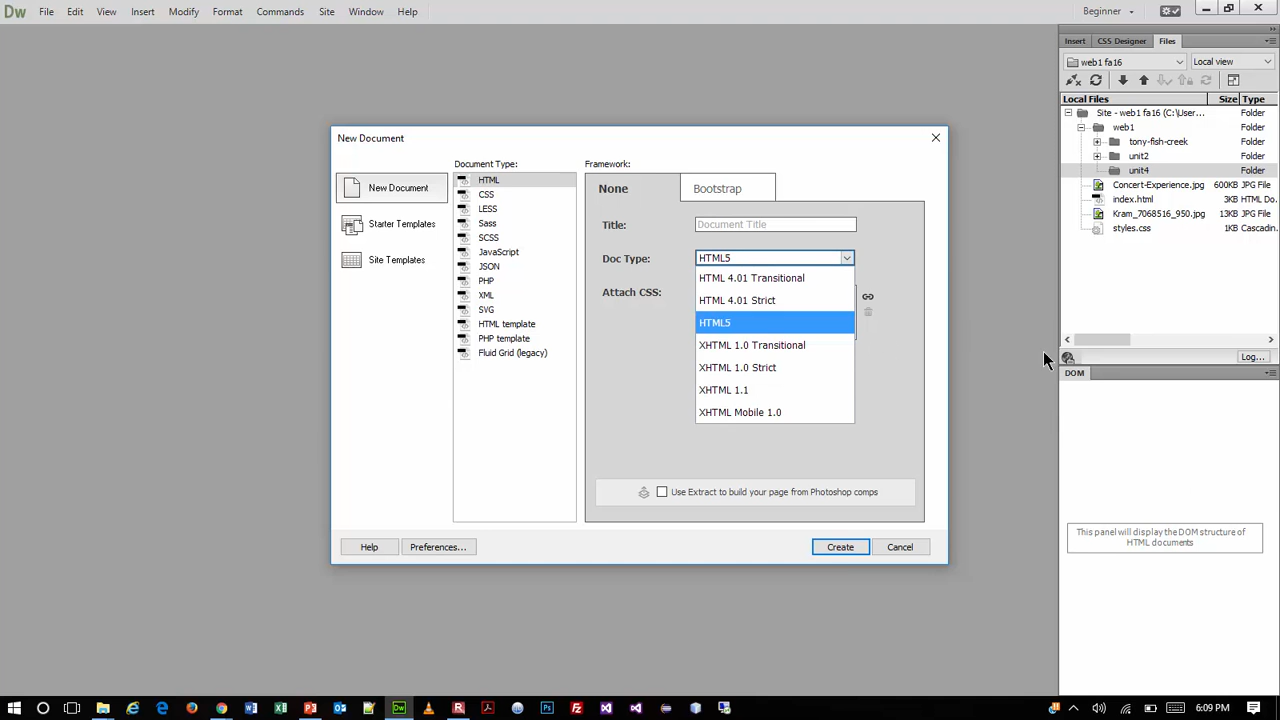 Dw File Edit View Insert Modify Format Commands Site Window Help Beginner
Insert CSS Designer Files
web1 fa16 Local view
Local Files Size Type
Site - web1 fa16 (C:\User... Folder
web1 Folder
tony-fish-creek Folder
unit2 Folder
unit4 Folder
Concert-Experience.jpg 600KB JPG File
index.html 3KB HTML Do...
Kram_7068516_950.jpg 13KB JPG File
styles.css 1KB Cascadin
Log...
DOM
This panel will display the DOM structure of
HTML documents
New Document
New Document
Starter Templates
Site Templates
Document Type:
HTML
CSS
LESS
Sass
SCSS
JavaScript
JSON
PHP
XML
SVG
HTML template
PHP template
Fluid Grid (legacy)
Framework:
None Bootstrap
Title: Document Title
Doc Type: HTML5
HTML 4.01 Transitional
HTML 4.01 Strict
HTML5
XHTML 1.0 Transitional
XHTML 1.0 Strict
XHTML 1.1
XHTML Mobile 1.0
Attach CSS:
Use Extract to build your page from Photoshop comps
Help Preferences... Create Cancel
6:09 PM